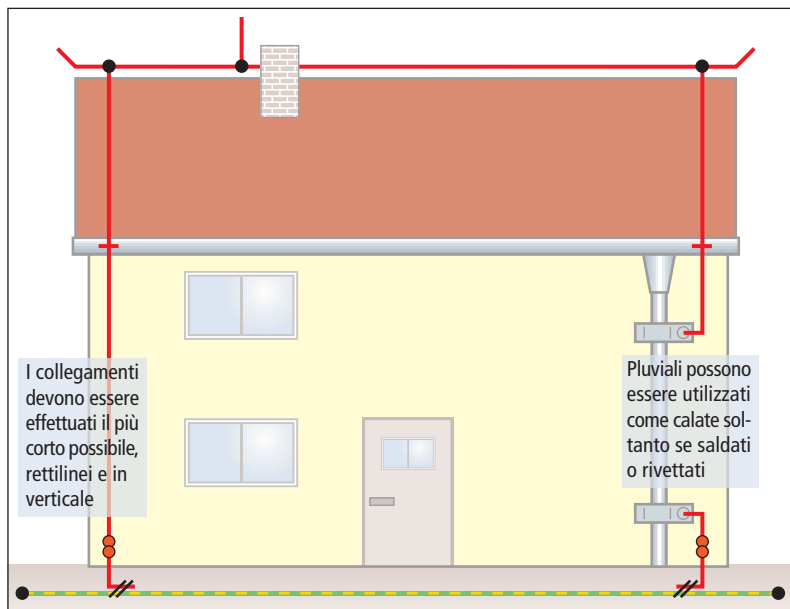 I collegamenti
devono essere
effettuati il più
corto possibile,
rettilinei e in
verticale
Pluviali possono
essere utilizzati
come calate sol-
tanto se saldati
o rivettati